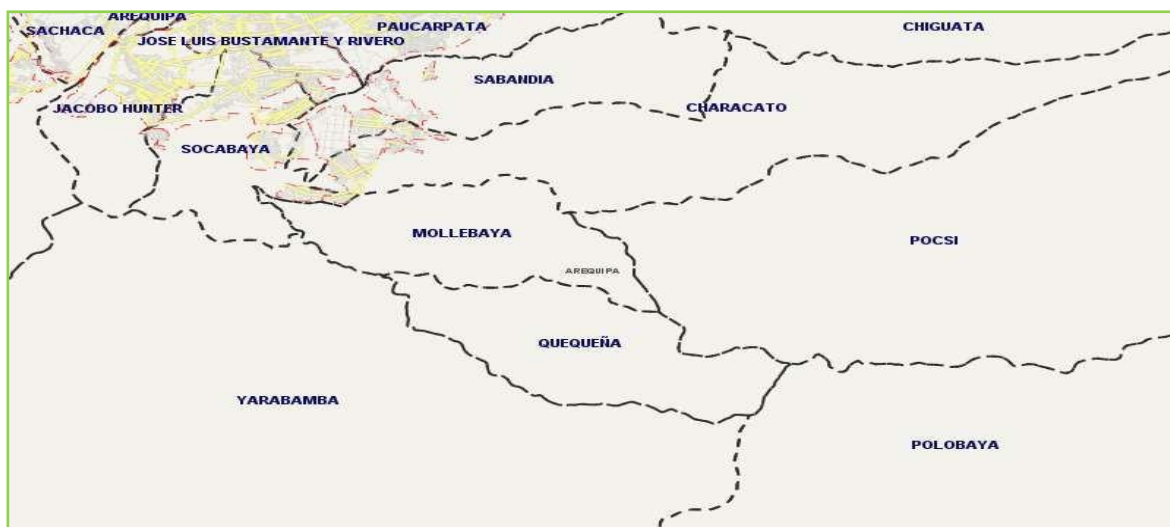 AREQUIPA
SACHACA
PAUCARPATA
CHIGUATA
JOSE LUIS BUSTAMANTE Y RIVERO
SABANDIA
JACOBO HUNTER
CHARACATO
SOCABAYA
MOLLEBAYA
POCSI
AREQUIPA
QUEQUEÑA
YARABAMBA
POLOBAYA